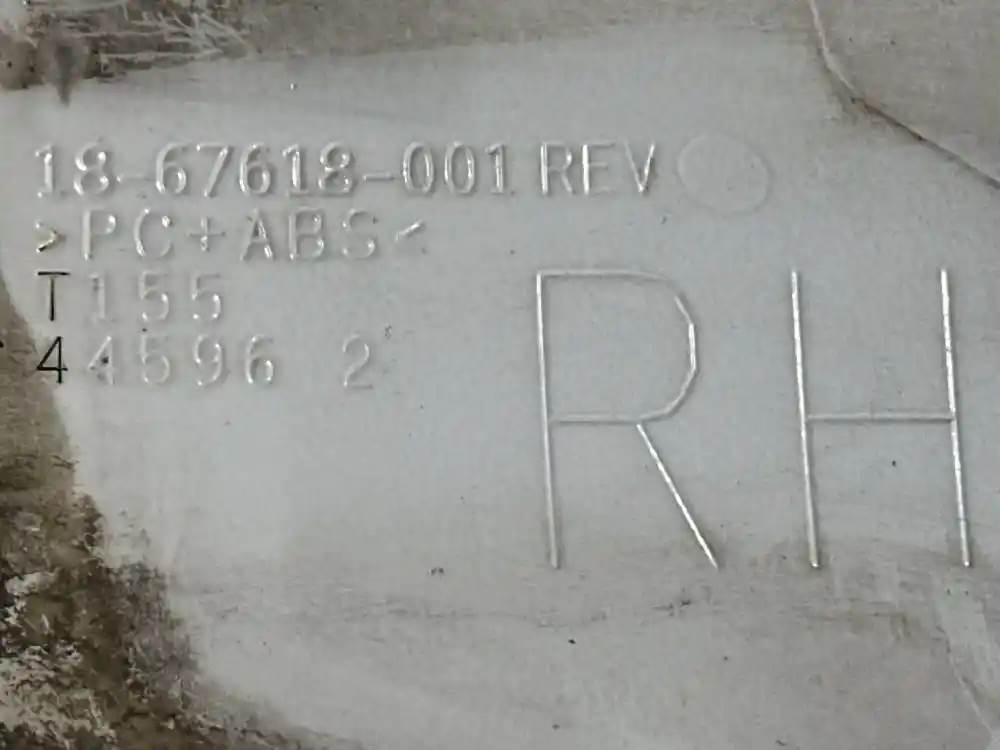 18-67618-001 REV
>PC+ABS<
T155
44596 2
RH